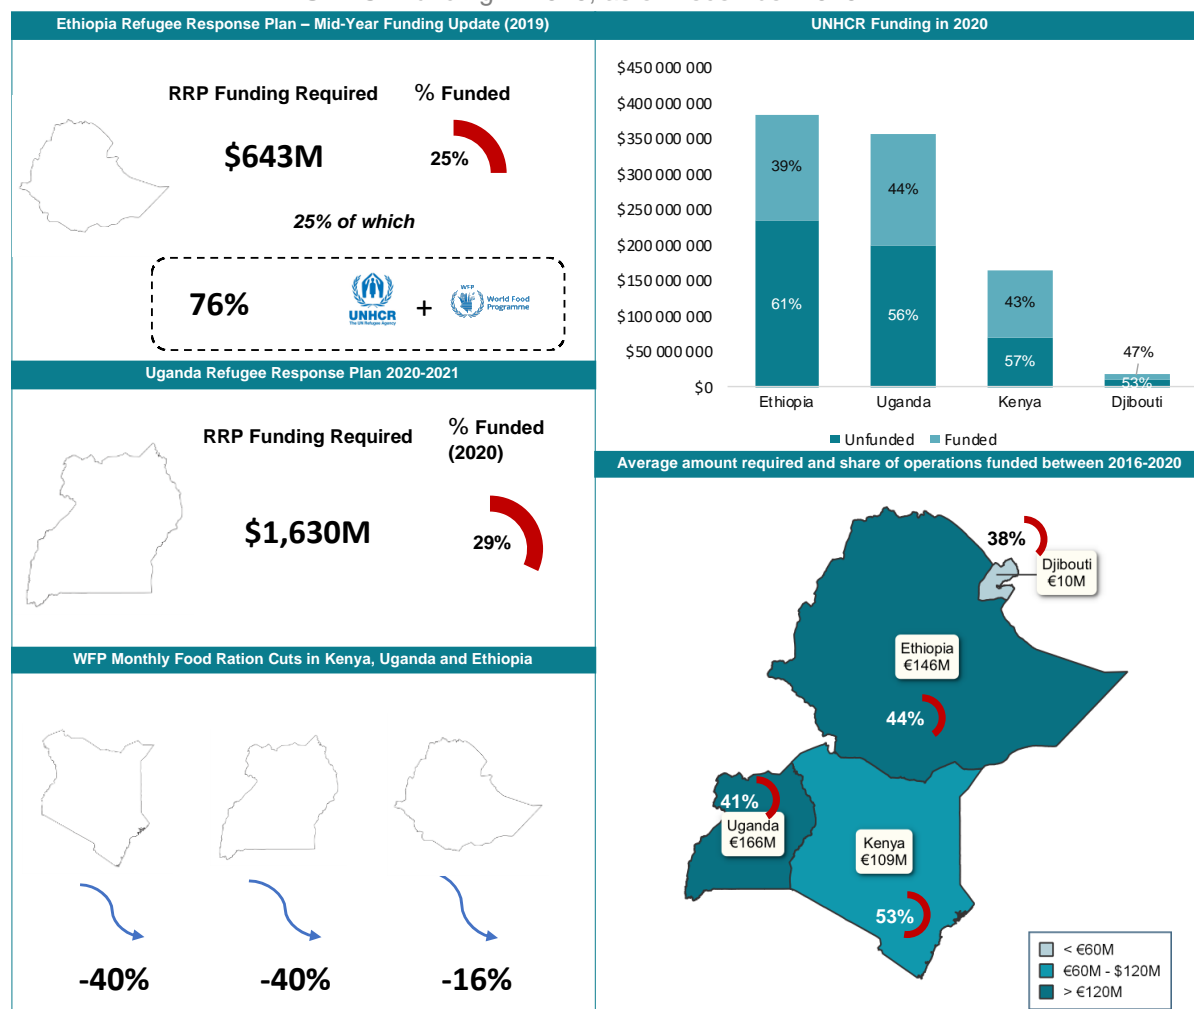 Ethiopia Refugee Response Plan – Mid-Year Funding Update (2019)
RRP Funding Required
% Funded
$643M
25%
25% of which
76%
UNHCR
The UN Refugee Agency
+
WFP
World Food
Programme
Uganda Refugee Response Plan 2020-2021
RRP Funding Required
% Funded
(2020)
$1,630M
29%
WFP Monthly Food Ration Cuts in Kenya, Uganda and Ethiopia
-40%
-40%
-16%
UNHCR Funding in 2020
$450 000 000
$400 000 000
$350 000 000
$300 000 000
$250 000 000
$200 000 000
$150 000 000
$100 000 000
$50 000 000
$0
39%
61%
44%
56%
43%
57%
47%
53%
Ethiopia
Uganda
Kenya
Djibouti
Unfunded
Funded
Average amount required and share of operations funded between 2016-2020
38%
Djibouti
€10M
Ethiopia
€146M
44%
41%
Uganda
€166M
Kenya
€109M
53%
< €60M
€60M - $120M
> €120M